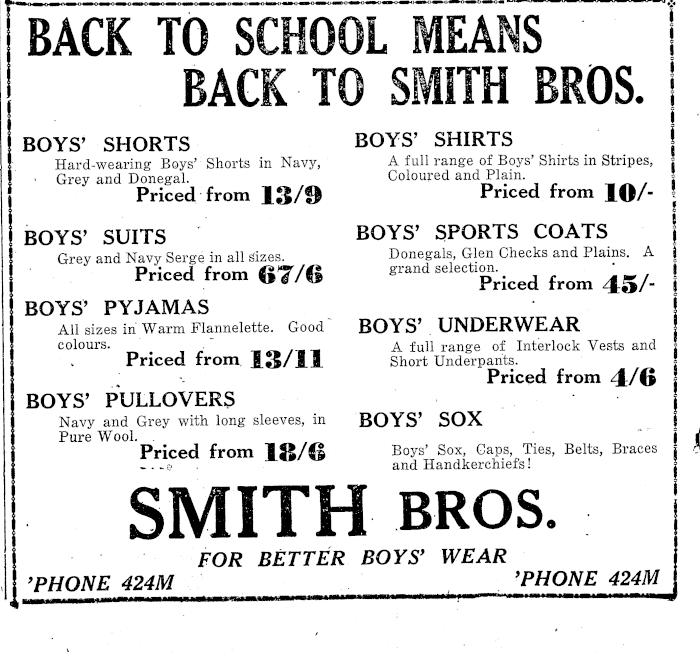 BACK TO SCHOOL MEANS
BACK TO SMITH BROS.
BOYS' SHORTS
Hard-wearing Boys' Shorts in Navy,
Grey and Donegal.
Priced from 13/9
BOYS' SUITS
Grey and Navy Serge in all sizes.
Priced from 67/6
BOYS' PYJAMAS
All sizes in Warm Flannelette. Good
colours.
Priced from 13/11
BOYS' PULLOVERS
Navy and Grey with long sleeves, in
Pure Wool.
Priced from 18/6
BOYS' SHIRTS
A full range of Boys' Shirts in Stripes,
Coloured and Plain.
Priced from 10/-
BOYS' SPORTS COATS
Donegals, Glen Checks and Plains. A
grand selection.
Priced from 45/-
BOYS' UNDERWEAR
A full range of Interlock Vests and
Short Underpants.
Priced from 4/6
BOYS' SOX
Boys' Sox, Caps, Ties, Belts, Braces
and Handkerchiefs!
SMITH BROS.
FOR BETTER BOYS' WEAR
'PHONE 424M
'PHONE 424M